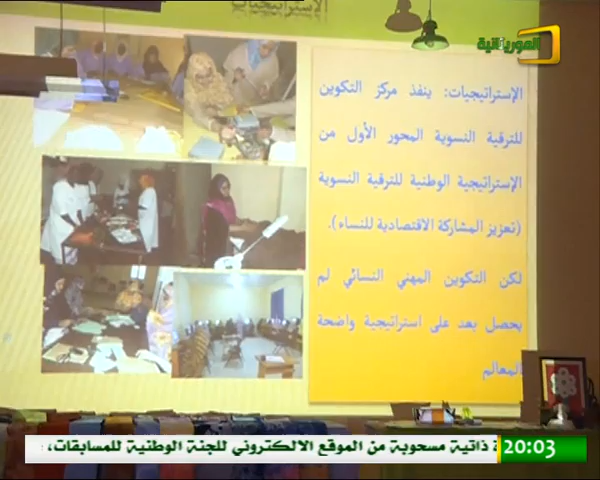 الإستراتيجيات
الموريتانية
الإستراتيجيات: ينفذ مركز التكوين
للترقية النسوية المحور الأول من
الإستراتيجية الوطنية للترقية النسوية
(تعزيز المشاركة الاقتصادية للنساء).
لكن التكوين المهني النسائي لم
يحصل بعد على استراتيجية واضحة
المعالم
ة ذاتية مسحوبة من الموقع الالكتروني للجنة الوطنية للمسابقات،
20:03